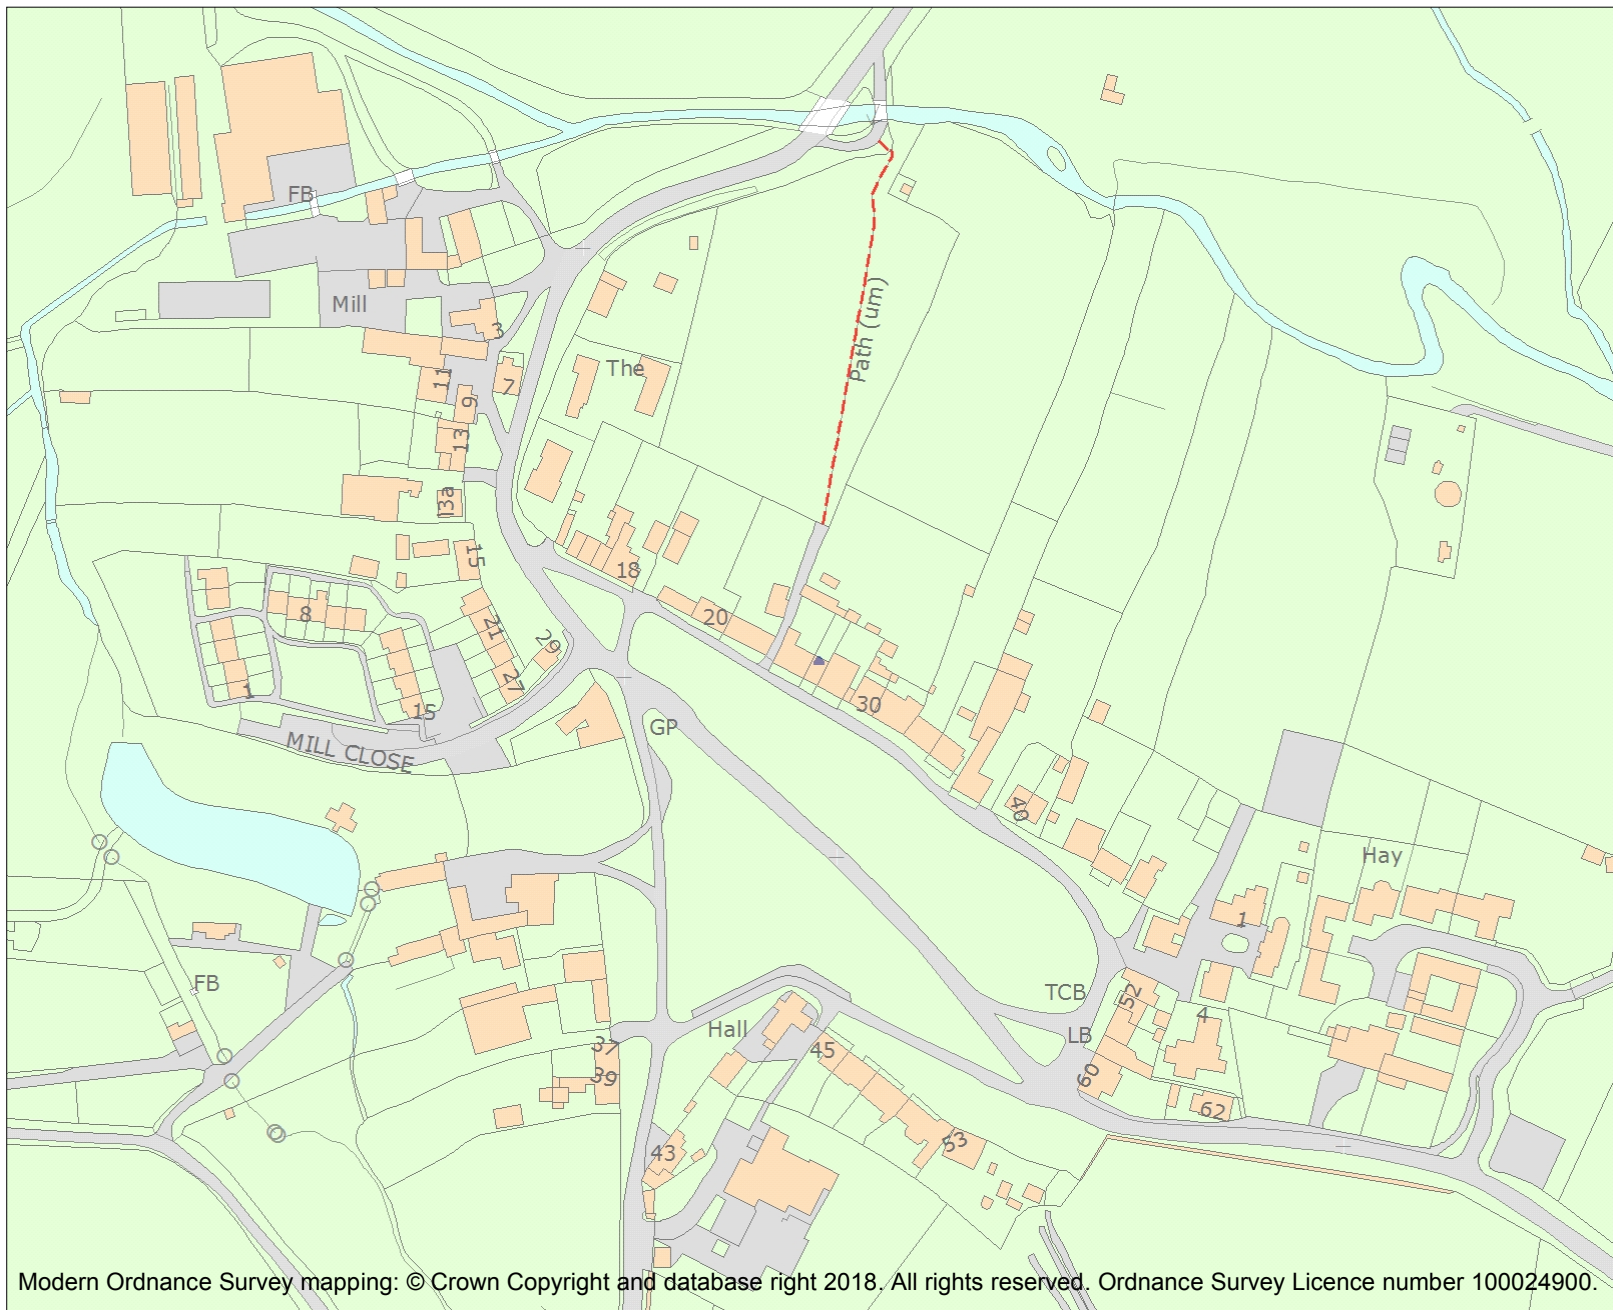 FB
Mill
3
The
Path (um)
11
7
9
13
13a
15
18
8
20
21
29
27
1
15
30
GP
MILL CLOSE
40
Hay
1
FB
TCB
52
4
Hall
LB
37
45
39
60
62
53
43
Modern Ordnance Survey mapping: © Crown Copyright and database right 2018. All rights reserved. Ordnance Survey Licence number 100024900.